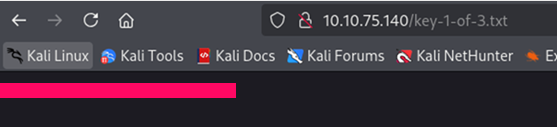 10.10.75.140/key-1-of-3.txt
Kali Linux Kali Tools Kali Docs Kali Forums Kali NetHunter